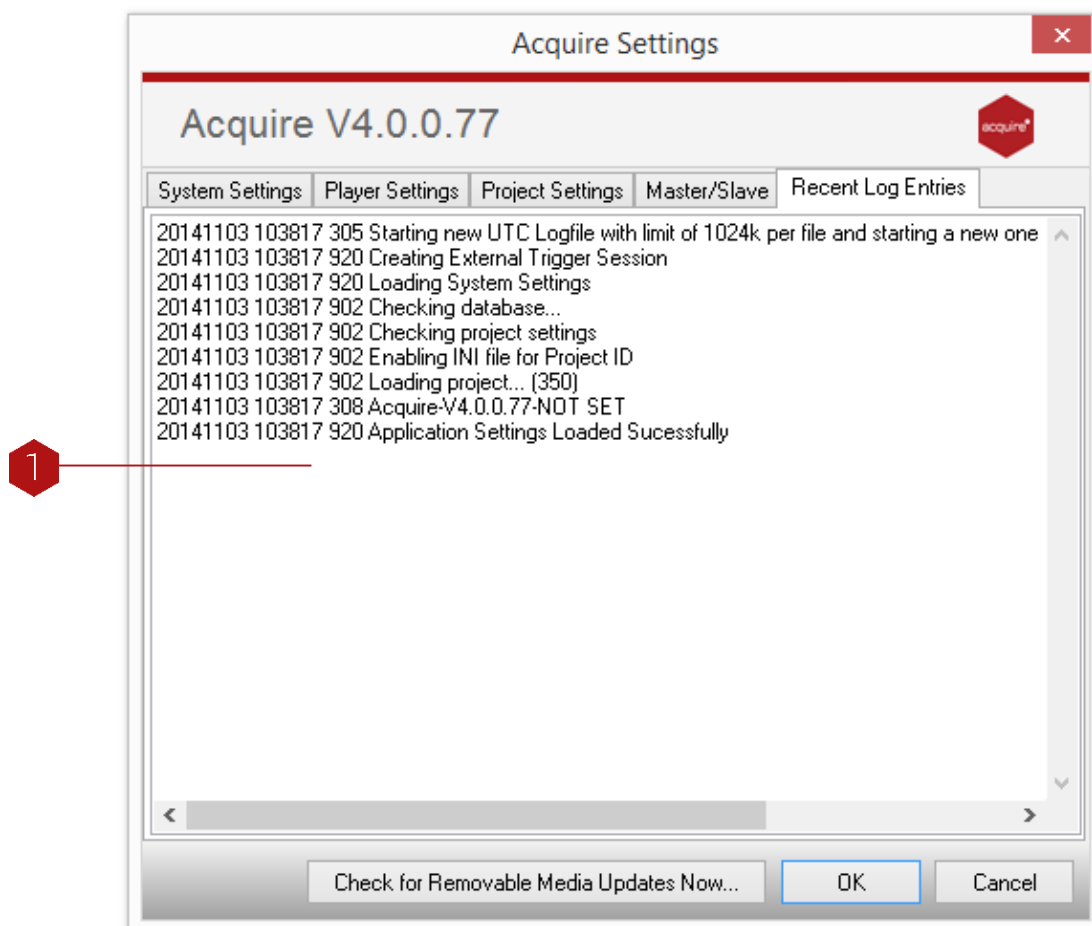 Acquire Settings
Acquire V4.0.0.77
acquire*
System Settings Player Settings Project Settings Master/Slave Recent Log Entries
20141103 103817 305 Starting new UTC Logfile with limit of 1024k per file and starting a new one
20141103 103817 920 Creating External Trigger Session
20141103 103817 920 Loading System Settings
20141103 103817 902 Checking database...
20141103 103817 902 Checking project settings
20141103 103817 902 Enabling INI file for Project ID
20141103 103817 902 Loading project... (350)
20141103 103817 308 Acquire-V4.0.0.77-NOT SET
20141103 103817 920 Application Settings Loaded Sucessfully
1
Check for Removable Media Updates Now... OK Cancel